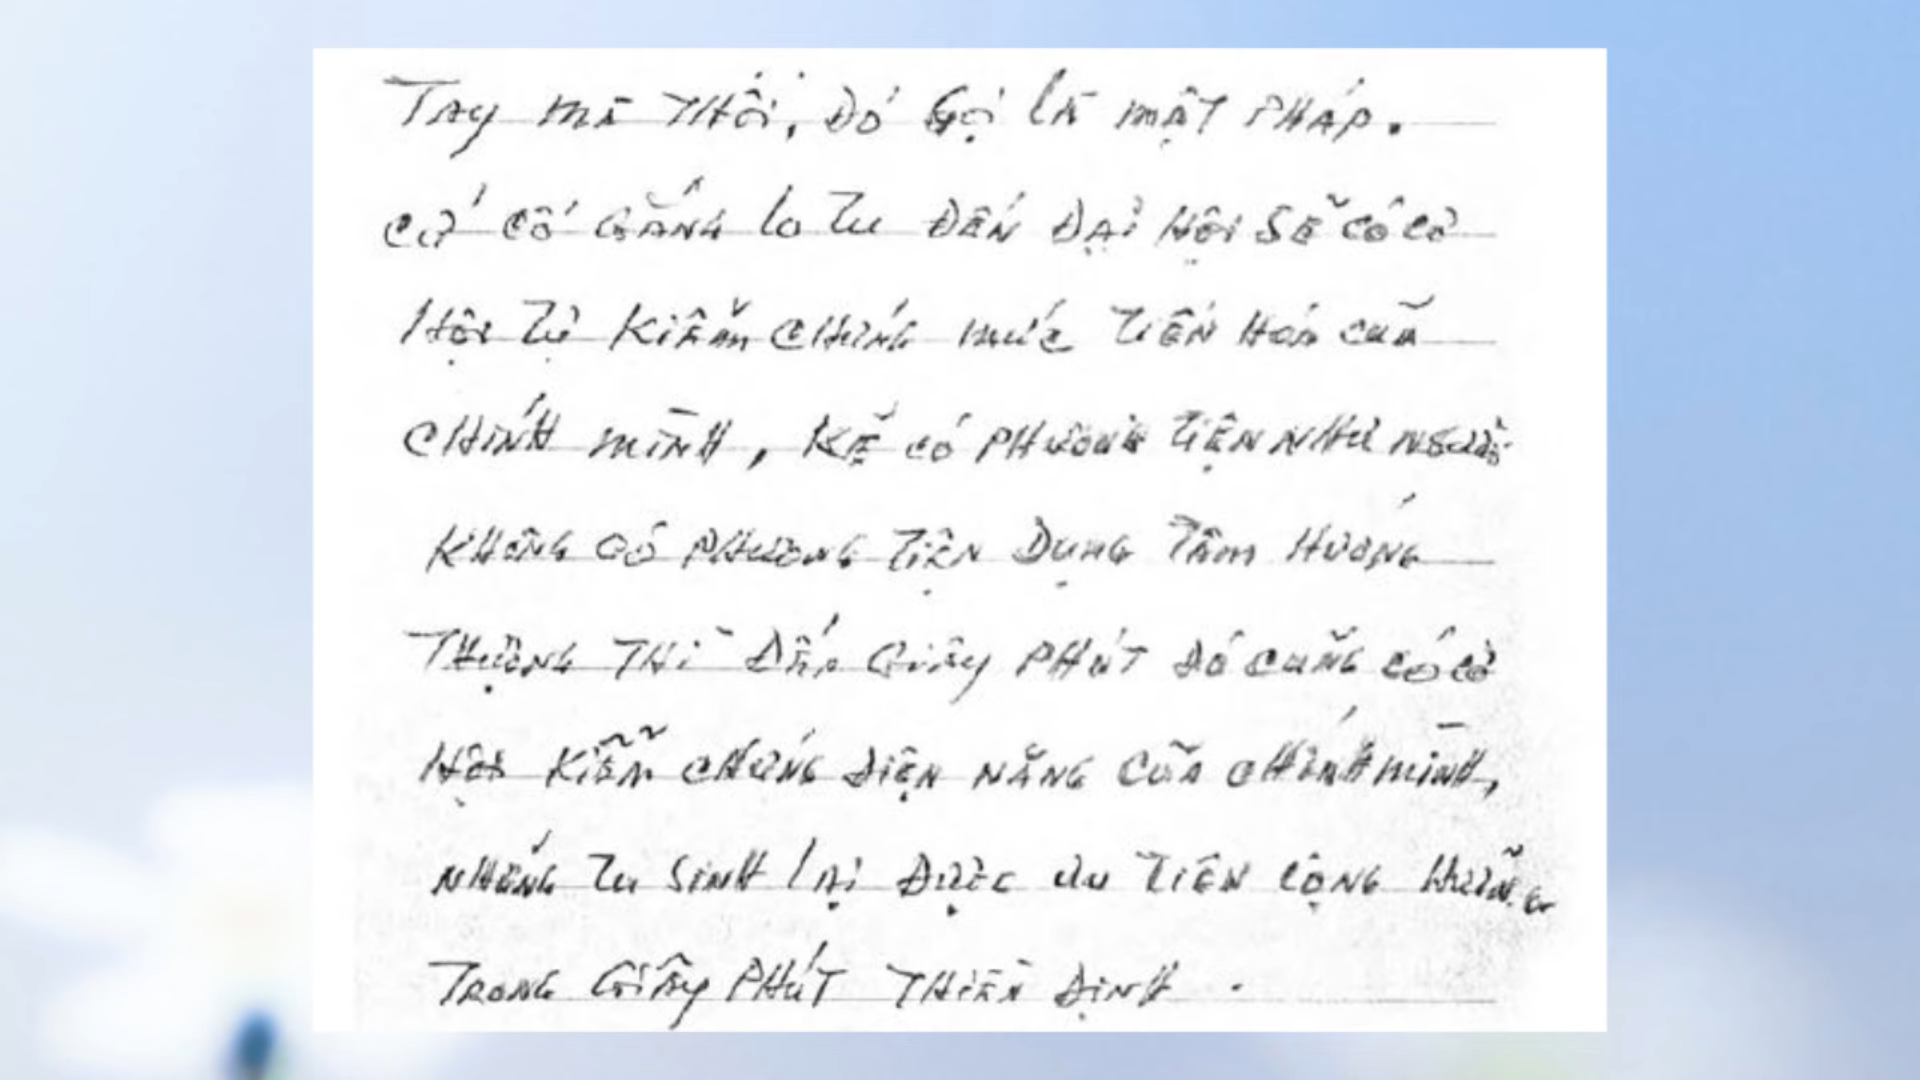 Tay mà thôi, Đó gọi là mật pháp.
Cứ cố gắng lo tu đến Đại Hội sẽ có cơ
Hội tự kiểm chứng mức tiến hóa của
chính mình, kẻ có phương tiện như người
không có phương tiện Dụng Tâm Hướng
Thượng thì đến giây phút đó cũng có cơ
Hội kiểm chứng điện năng của chính mình,
những tu sinh lại được ưu tiên cộng hưởng
Trong giây phút thiền định.